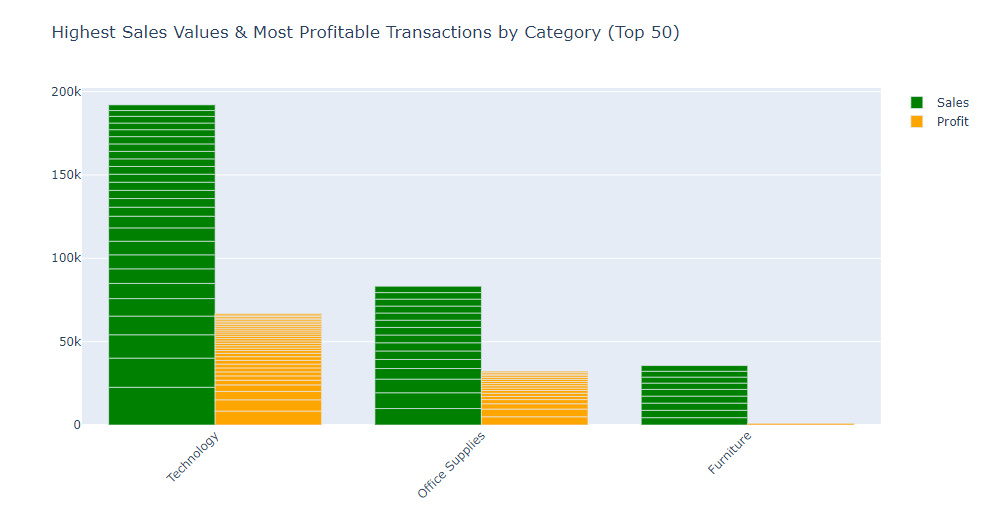 Highest Sales Values & Most Profitable Transactions by Category (Top 50)
200k
150k
100k
50k
0
Technology
Office Supplies
Furniture
Sales
Profit